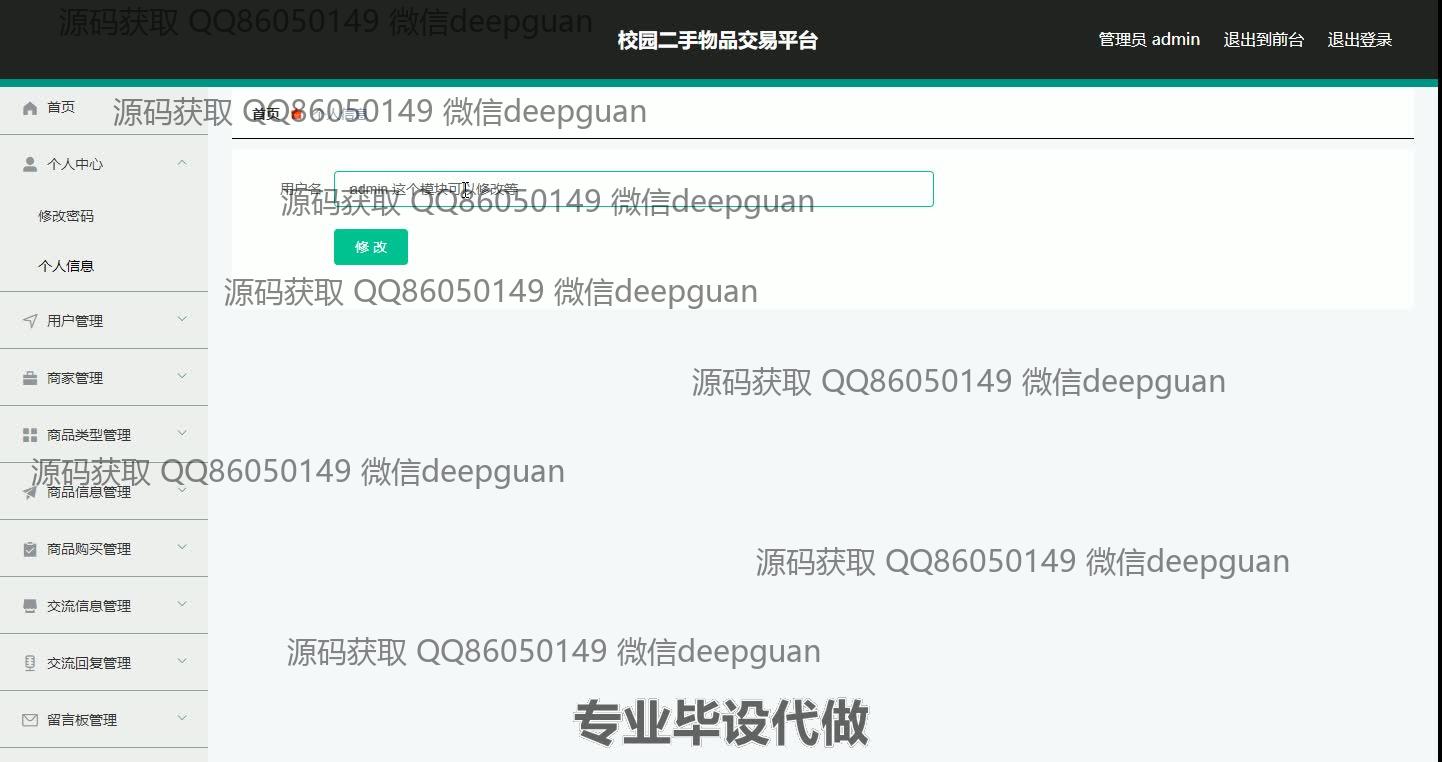 源码获取 QQ86050149 微信deepguan
校园二手物品交易平台
管理员 admin 退出到前台 退出登录
首页
源码获取 QQ86050149 微信deepguan
首页 个人信息
个人中心
用户名 admin 这个模块可以修改等
源码获取 QQ86050149 微信deepguan
修改密码
修 改
个人信息
源码获取 QQ86050149 微信deepguan
用户管理
商家管理
源码获取 QQ86050149 微信deepguan
商品类型管理
源码获取 QQ86050149 微信deepguan
商品信息管理
商品购买管理
源码获取 QQ86050149 微信deepguan
交流信息管理
交流回复管理
源码获取 QQ86050149 微信deepguan
留言板管理
专业毕设代做